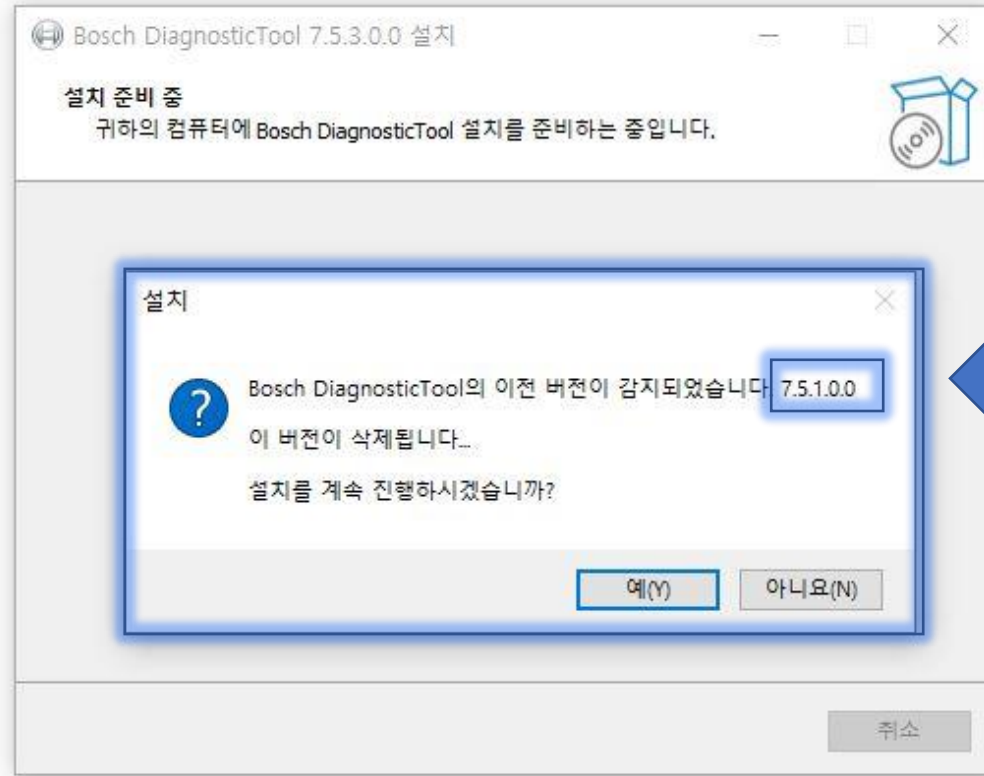 Bosch DiagnosticTool 7.5.3.0.0 설치
설치 준비 중
귀하의 컴퓨터에 Bosch DiagnosticTool 설치를 준비하는 중입니다.
설치
Bosch DiagnosticTool의 이전 버전이 감지되었습니다. 7.5.1.0.0
이 버전이 삭제됩니다...
설치를 계속 진행하시겠습니까?
예(Y) 아니요(N)
취소